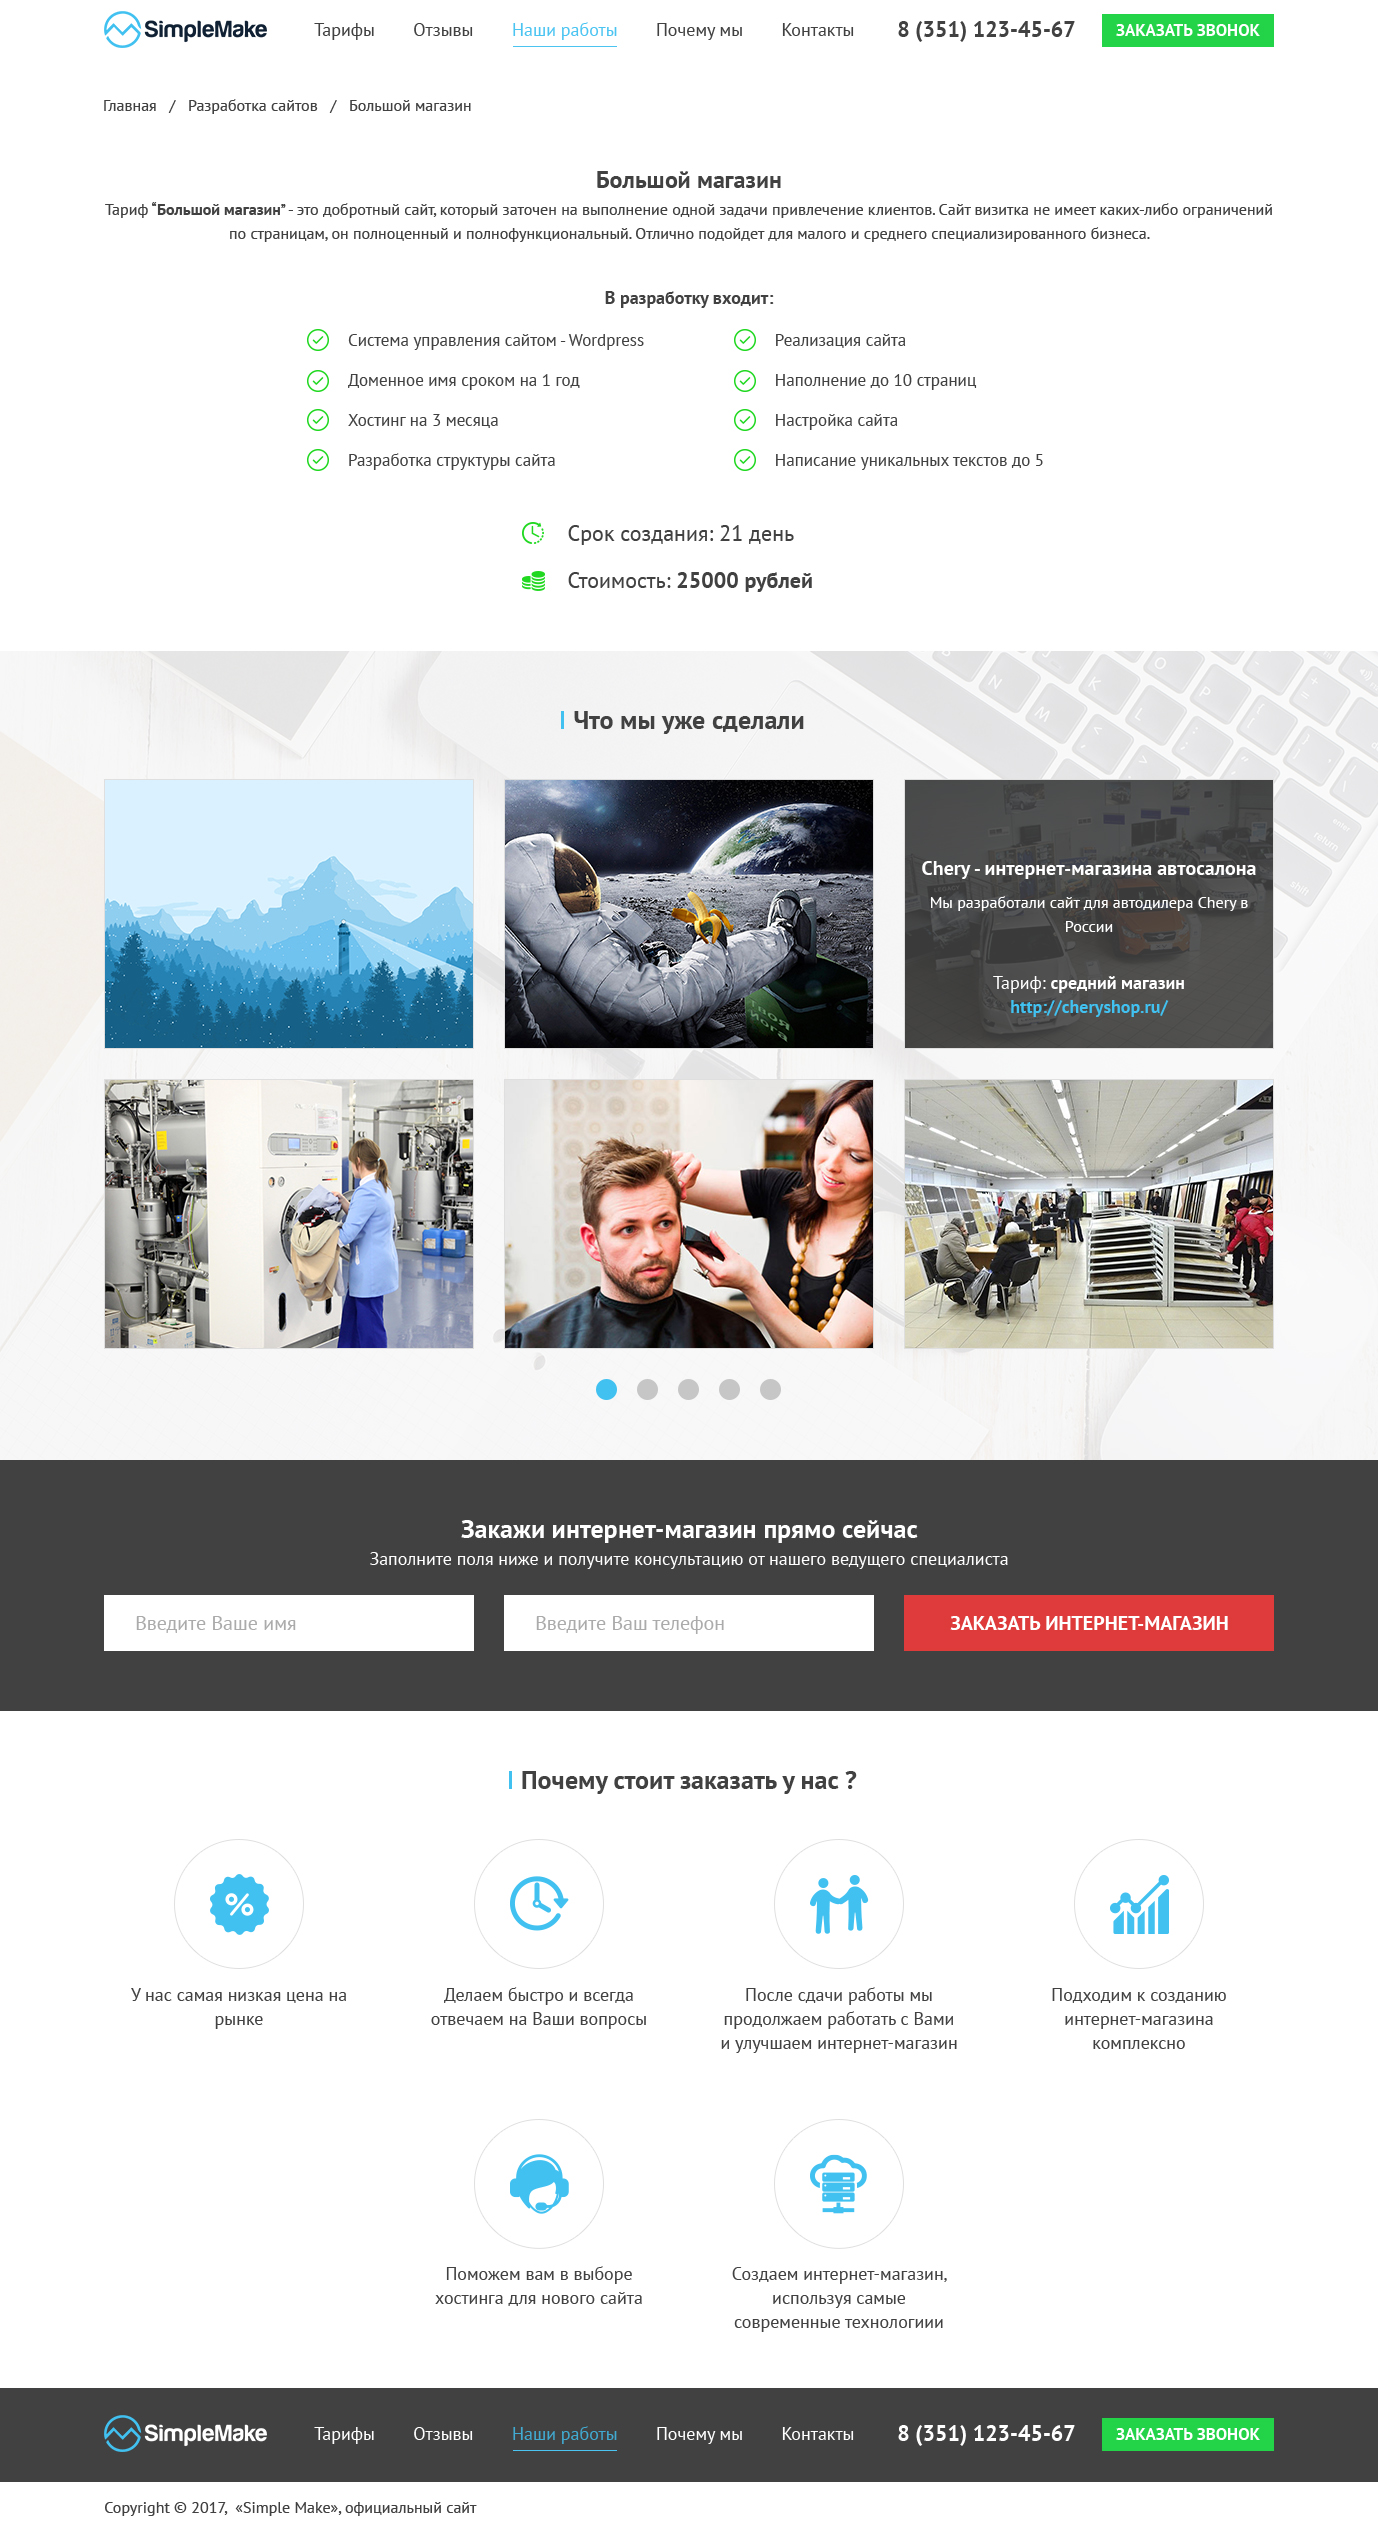 SimpleMake Тарифы Отзывы Наши работы Почему мы Контакты 8 (351) 123-45-67 ЗАКАЗАТЬ ЗВОНОК
Главная / Разработка сайтов / Большой магазин
Большой магазин
Тариф “Большой магазин” - это добротный сайт, который заточен на выполнение одной задачи привлечение клиентов. Сайт визитка не имеет каких-либо ограничений
по страницам, он полноценный и полнофункциональный. Отлично подойдет для малого и среднего специализированного бизнеса.
В разработку входит:
Система управления сайтом - Wordpress
Доменное имя сроком на 1 год
Хостинг на 3 месяца
Разработка структуры сайта
Реализация сайта
Наполнение до 10 страниц
Настройка сайта
Написание уникальных текстов до 5
Срок создания: 21 день
Стоимость: 25000 рублей
Что мы уже сделали
Chery - интернет-магазина автосалона
Мы разработали сайт для автодилера Chery в
России
Тариф: средний магазин
http://cheryshop.ru/
Закажи интернет-магазин прямо сейчас
Заполните поля ниже и получите консультацию от нашего ведущего специалиста
Введите Ваше имя
Введите Ваш телефон
ЗАКАЗАТЬ ИНТЕРНЕТ-МАГАЗИН
Почему стоит заказать у нас ?
У нас самая низкая цена на
рынке
Делаем быстро и всегда
отвечаем на Ваши вопросы
После сдачи работы мы
продолжаем работать с Вами
и улучшаем интернет-магазин
Подходим к созданию
интернет-магазина
комплексно
Поможем вам в выборе
хостинга для нового сайта
Создаем интернет-магазин,
используя самые
современные технологиии
SimpleMake Тарифы Отзывы Наши работы Почему мы Контакты 8 (351) 123-45-67 ЗАКАЗАТЬ ЗВОНОК
Copyright © 2017, «Simple Make», официальный сайт